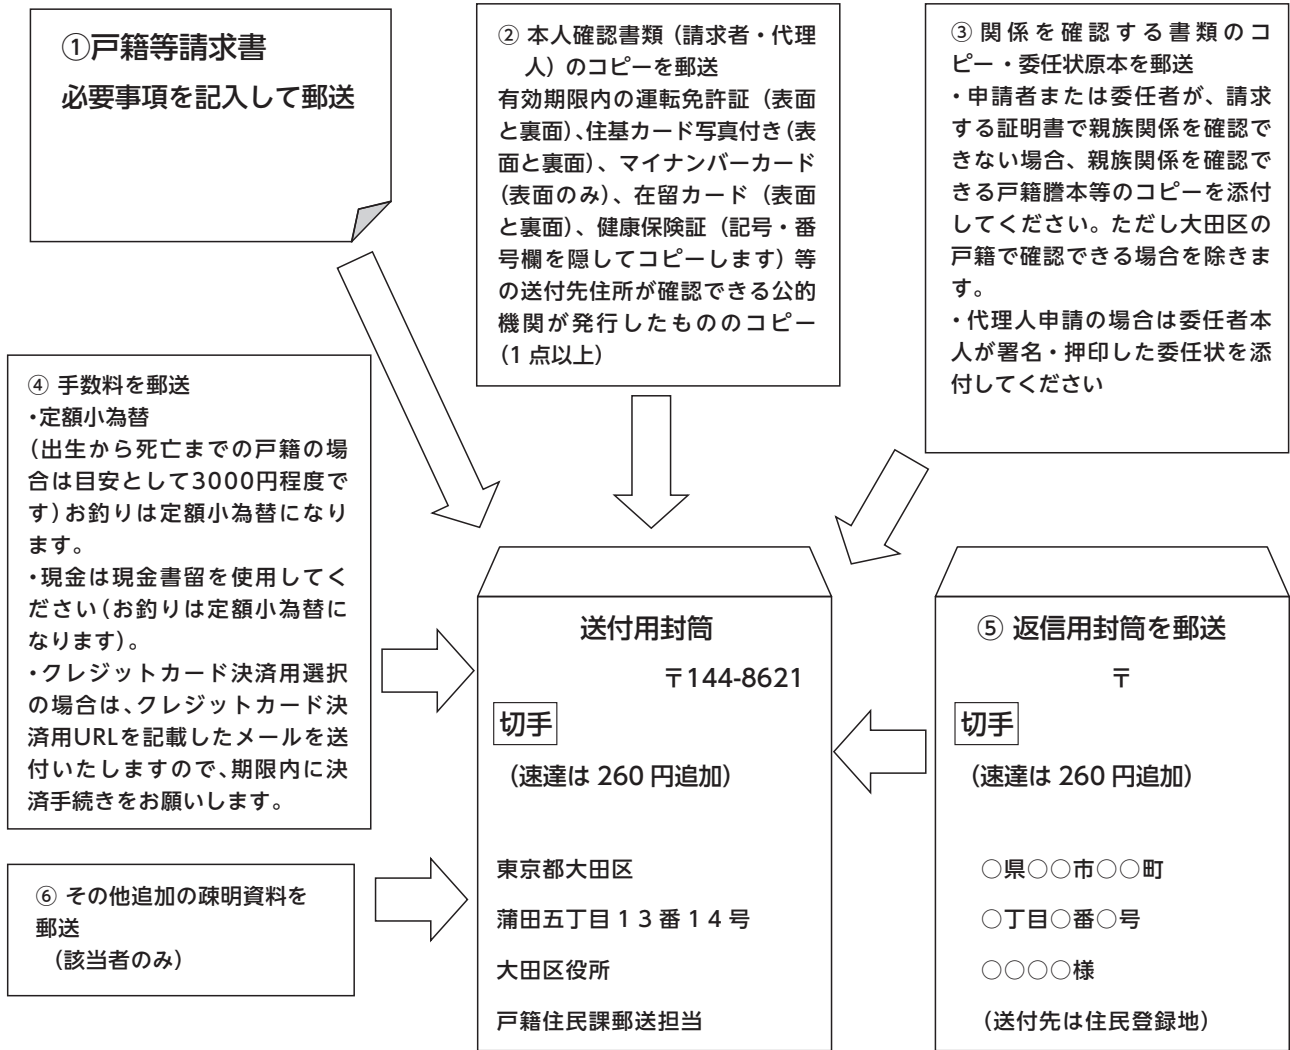 ①戸籍等請求書
必要事項を記入して郵送
② 本人確認書類（請求者・代理
人）のコピーを郵送
有効期限内の運転免許証（表面
と裏面）、住基カード写真付き（表
面と裏面）、マイナンバーカード
（表面のみ）、在留カード（表面
と裏面）、健康保険証（記号・番
号欄を隠してコピーします）等
の送付先住所が確認できる公的
機関が発行したもののコピー
（1 点以上）
③ 関係を確認する書類のコ
ピー・委任状原本を郵送
・申請者または委任者が、請求
する証明書で親族関係を確認で
きない場合、親族関係を確認で
きる戸籍謄本等のコピーを添付
してください。ただし大田区の
戸籍で確認できる場合を除きま
す。
・代理人申請の場合は委任者本
人が署名・押印した委任状を添
付してください
④ 手数料を郵送
・定額小為替
（出生から死亡までの戸籍の場
合は目安として3000円程度で
す）お釣りは定額小為替になり
ます。
・現金は現金書留を使用してく
ださい（お釣りは定額小為替に
なります）。
・クレジットカード決済用選択
の場合は、クレジットカード決
済用URLを記載したメールを送
付いたしますので、期限内に決
済手続きをお願いします。
⑥ その他追加の疎明資料を
郵送
（該当者のみ）
送付用封筒
〒144-8621
切手
（速達は 260 円追加）
東京都大田区
蒲田五丁目１３番１４号
大田区役所
戸籍住民課郵送担当
⑤ 返信用封筒を郵送
〒
切手
（速達は 260 円追加）
○県○○市○○町
○丁目○番○号
○○○○様
（送付先は住民登録地）